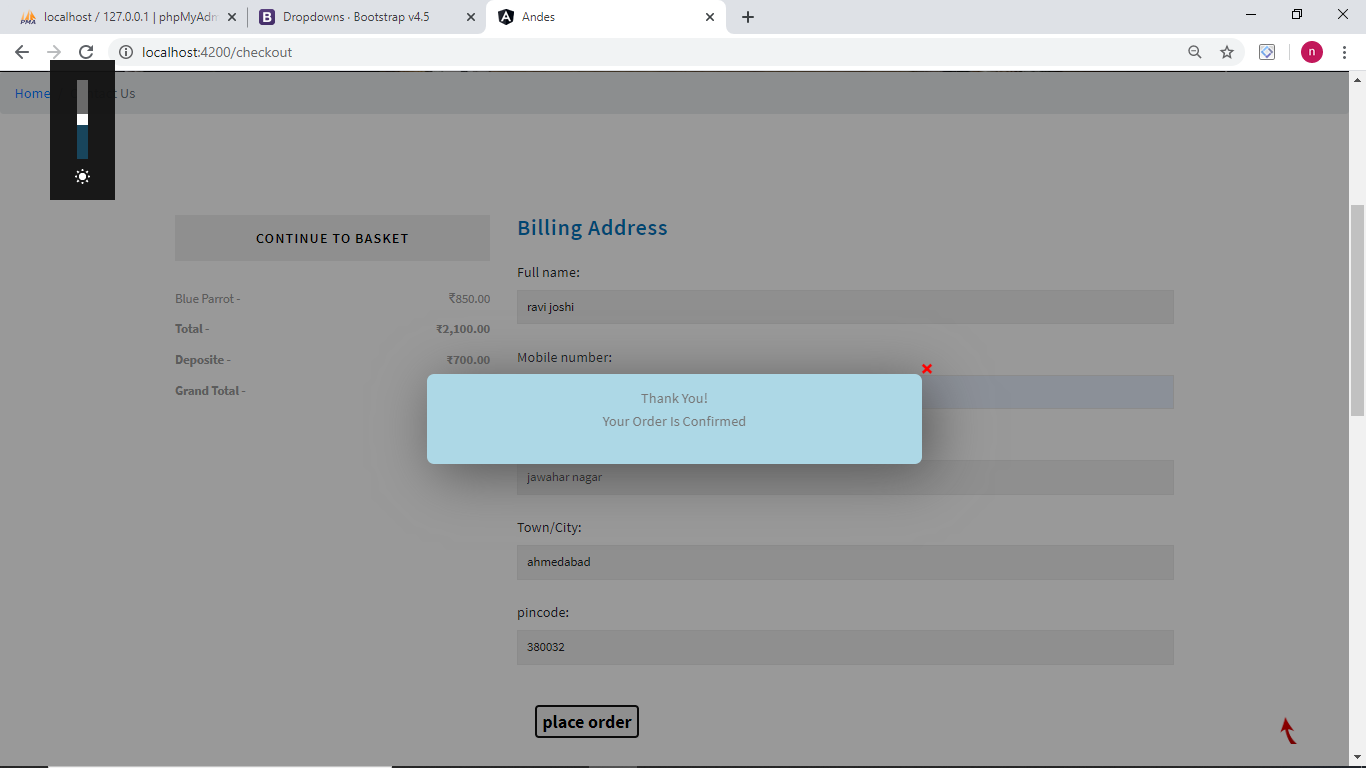 localhost / 127.0.0.1 | phpMyAdm
Dropdowns · Bootstrap v4.5
Andes
localhost:4200/checkout
n
Home
Us
CONTINUE TO BASKET
Blue Parrot - ₹850.00
Total - ₹2,100.00
Deposite - ₹700.00
Grand Total -
Billing Address
Full name:
ravi joshi
Mobile number:
Thank You!
Your Order Is Confirmed
jawahar nagar
Town/City:
ahmedabad
pincode:
380032
place order